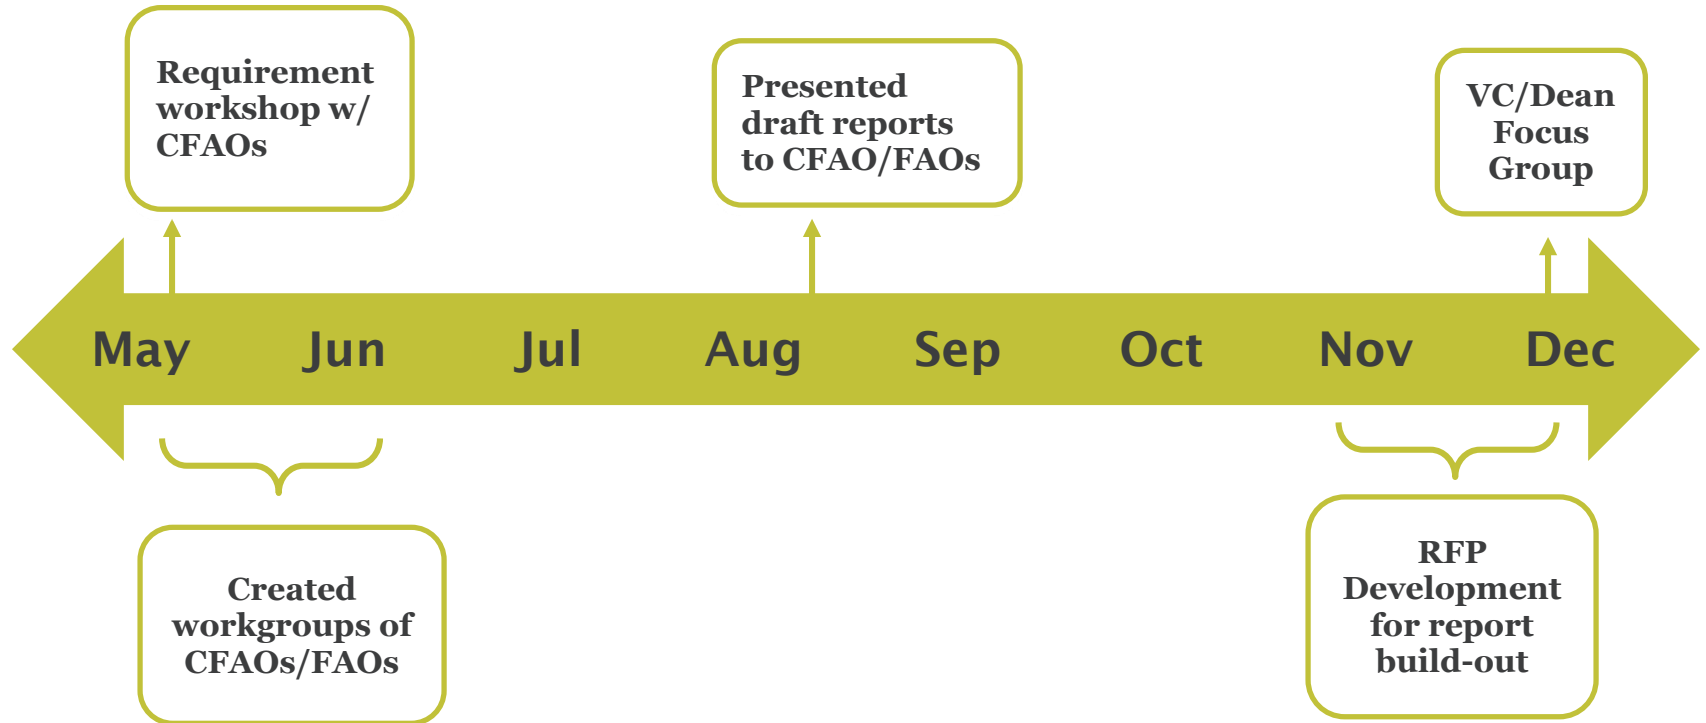 Requirement
workshop w/
CFAOs
Presented
draft reports
to CFAO/FAOs
VC/Dean
Focus
Group
May Jun Jul Aug Sep Oct Nov Dec
Created
workgroups of
CFAOs/FAOs
RFP
Development
for report
build-out